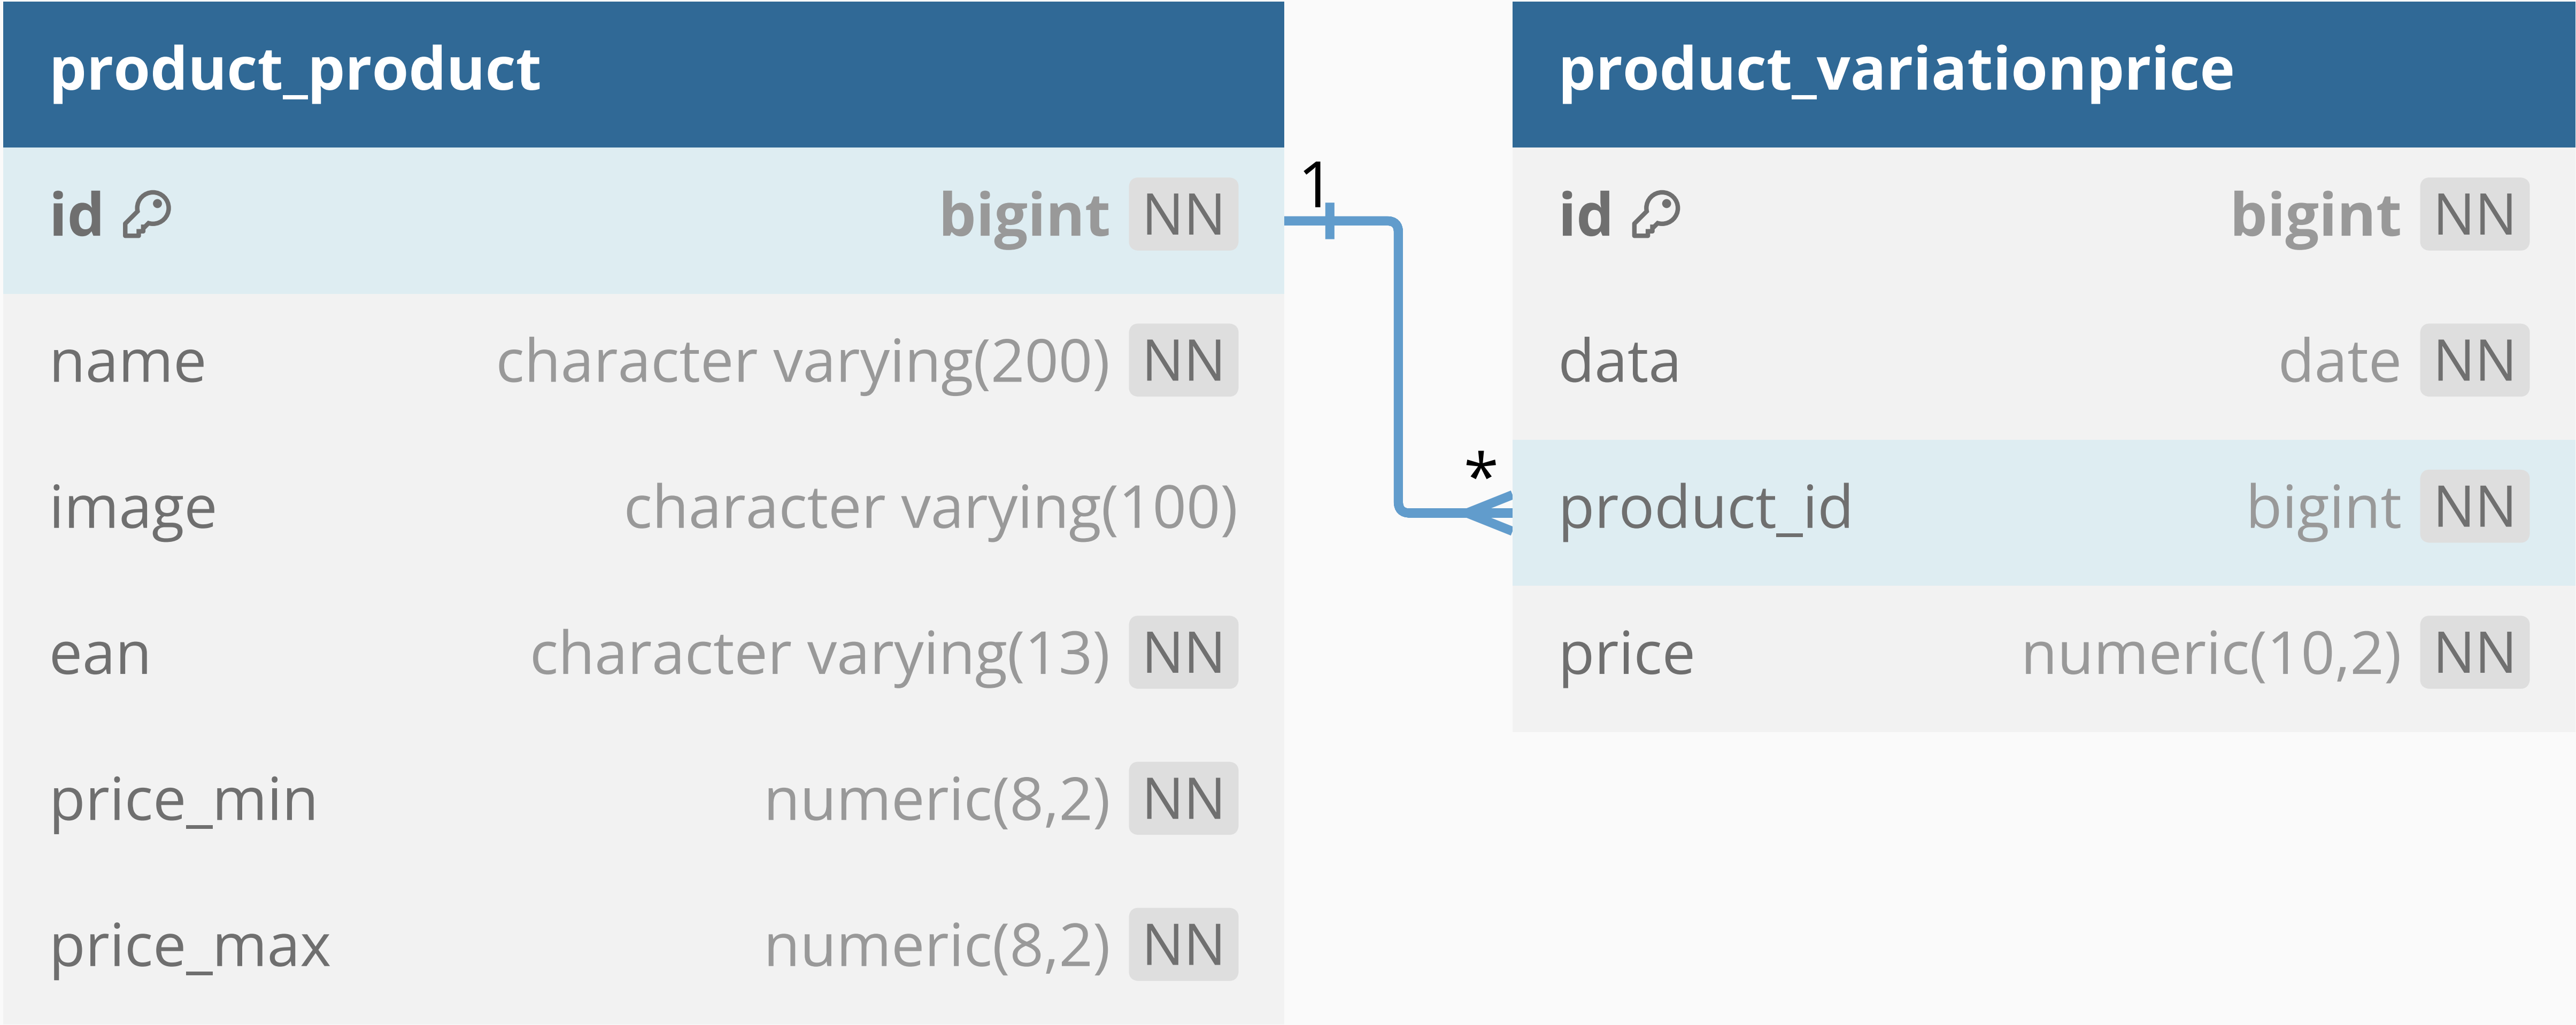 product_product
id bigint NN
name character varying(200) NN
image character varying(100)
ean character varying(13) NN
price_min numeric(8,2) NN
price_max numeric(8,2) NN
1
*
product_variationprice
id bigint NN
data date NN
product_id bigint NN
price numeric(10,2) NN